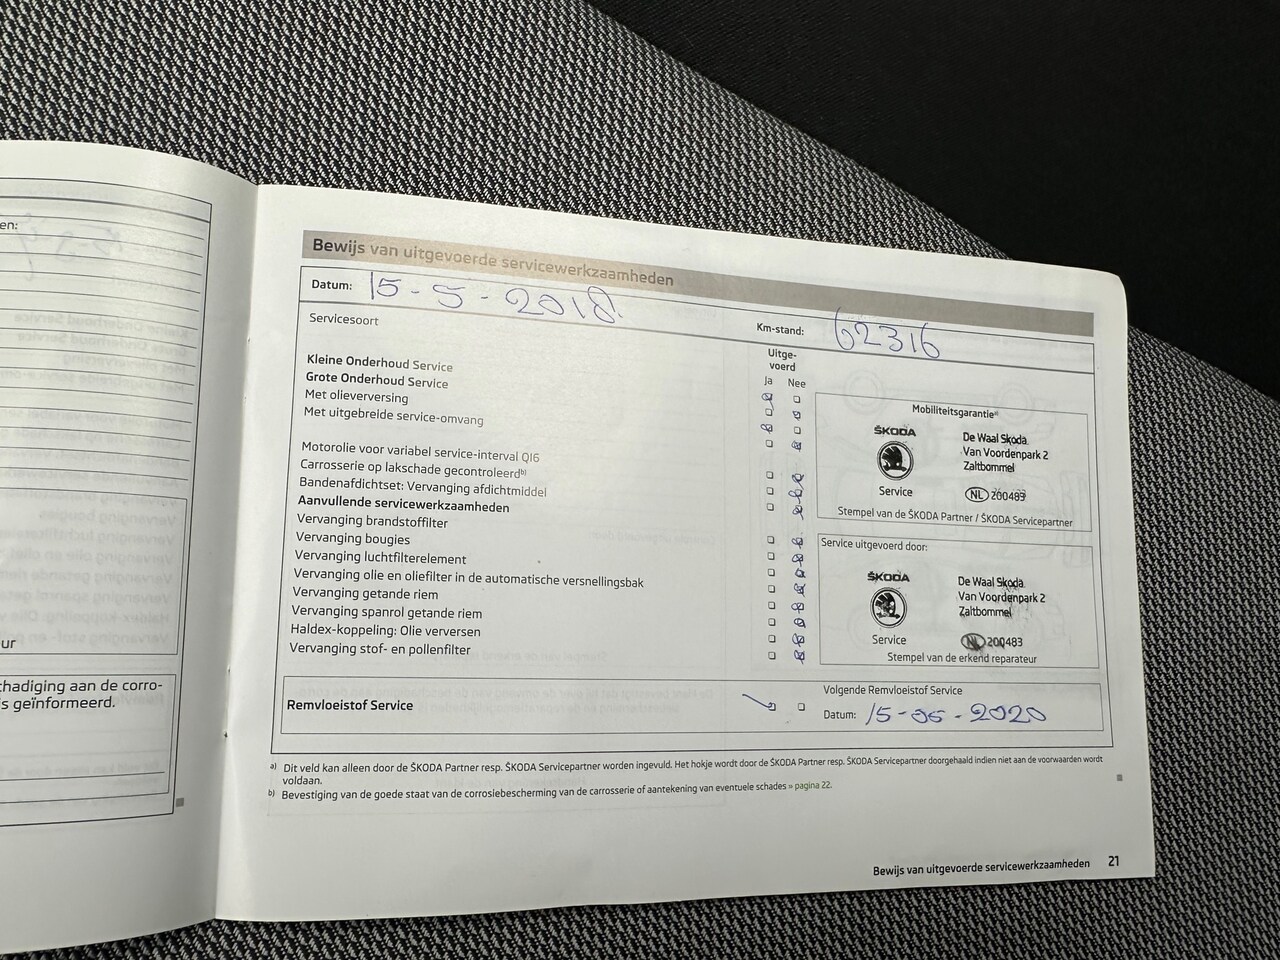 en:
ur
chadiging aan de corro-
s geïnformeerd.
Bewijs van uitgevoerde servicewerkzaamheden
Datum: 15-5-2018
Km-stand: 62316
Servicesoort
Uitge-
voerd
Ja Nee
Kleine Onderhoud Service
Grote Onderhoud Service
Met olieverversing
Met uitgebreide service-omvang
Motorolie voor variabel service-interval QI6
Carrosserie op lakschade gecontroleerd b)
Bandenafdichtset: Vervanging afdichtmiddel
Aanvullende servicewerkzaamheden
Vervanging brandstoffilter
Vervanging bougies
Vervanging luchtfilterelement
Vervanging olie en oliefilter in de automatische versnellingsbak
Vervanging getande riem
Vervanging spanrol getande riem
Haldex-koppeling: Olie verversen
Vervanging stof- en pollenfilter
Mobiliteitsgarantie a)
ŠKODA
Service
De Waal Skoda
Van Voordenpark 2
Zaltbommel
NL 200483
Stempel van de ŠKODA Partner / ŠKODA Servicepartner
Service uitgevoerd door:
ŠKODA
Service
De Waal Skoda
Van Voordenpark 2
Zaltbommel
NL 200483
Stempel van de erkend reparateur
Remvloeistof Service
Volgende Remvloeistof Service
Datum: 15-05-2020
a) Dit veld kan alleen door de ŠKODA Partner resp. ŠKODA Servicepartner worden ingevuld. Het hokje wordt door de ŠKODA Partner resp. ŠKODA Servicepartner doorgehaald indien niet aan de voorwaarden wordt
voldaan.
b) Bevestiging van de goede staat van de corrosiebescherming van de carrosserie of aantekening van eventuele schades » pagina 22.
Bewijs van uitgevoerde servicewerkzaamheden 21